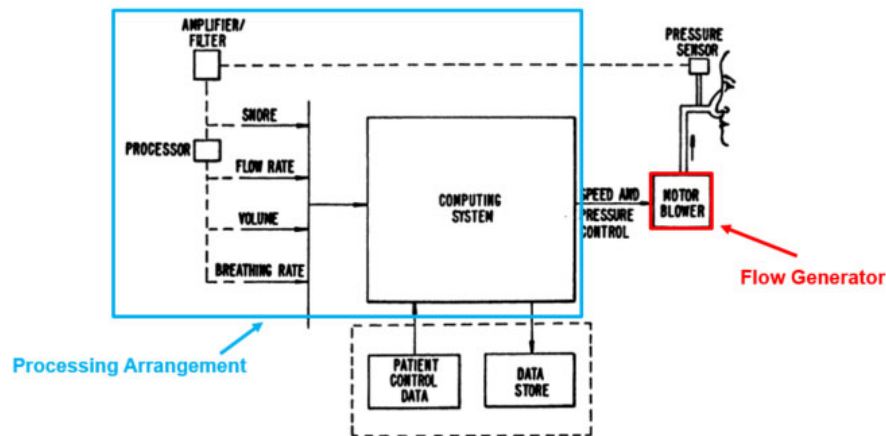 AMPLIFIER/
FILTER
PRESSURE
SENSOR
SNORE
PROCESSOR
FLOW RATE
VOLUME
BREATHING RATE
COMPUTING
SYSTEM
SPEED AND
PRESSURE
CONTROL
MOTOR
BLOWER
Flow Generator
Processing Arrangement
PATIENT
CONTROL
DATA
DATA
STORE